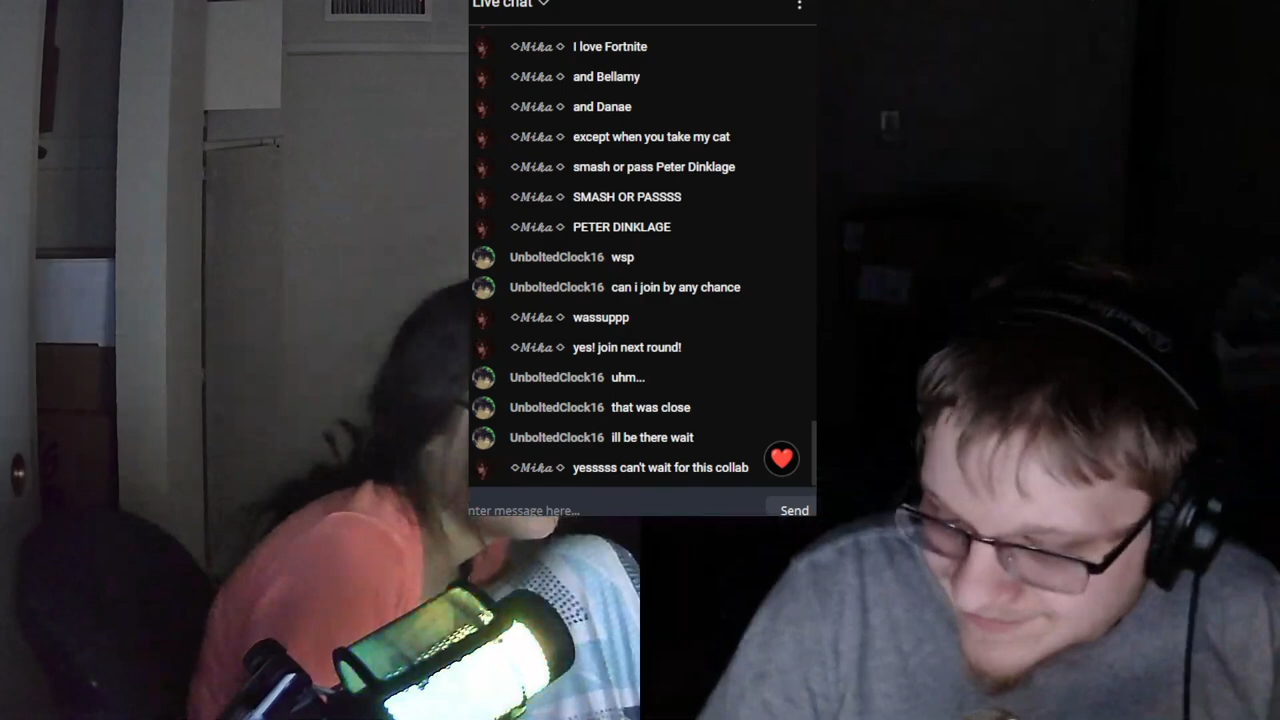 Live chat
◇𝓜𝓲𝓴𝓪◇ I love Fortnite
◇𝓜𝓲𝓴𝓪◇ and Bellamy
◇𝓜𝓲𝓴𝓪◇ and Danae
◇𝓜𝓲𝓴𝓪◇ except when you take my cat
◇𝓜𝓲𝓴𝓪◇ smash or pass Peter Dinklage
◇𝓜𝓲𝓴𝓪◇ SMASH OR PASSSS
◇𝓜𝓲𝓴𝓪◇ PETER DINKLAGE
UnboltedClock16 wsp
UnboltedClock16 can i join by any chance
◇𝓜𝓲𝓴𝓪◇ wassuppp
◇𝓜𝓲𝓴𝓪◇ yes! join next round!
UnboltedClock16 uhm...
UnboltedClock16 that was close
UnboltedClock16 ill be there wait
◇𝓜𝓲𝓴𝓪◇ yesssss can't wait for this collab
nter message here...
Send